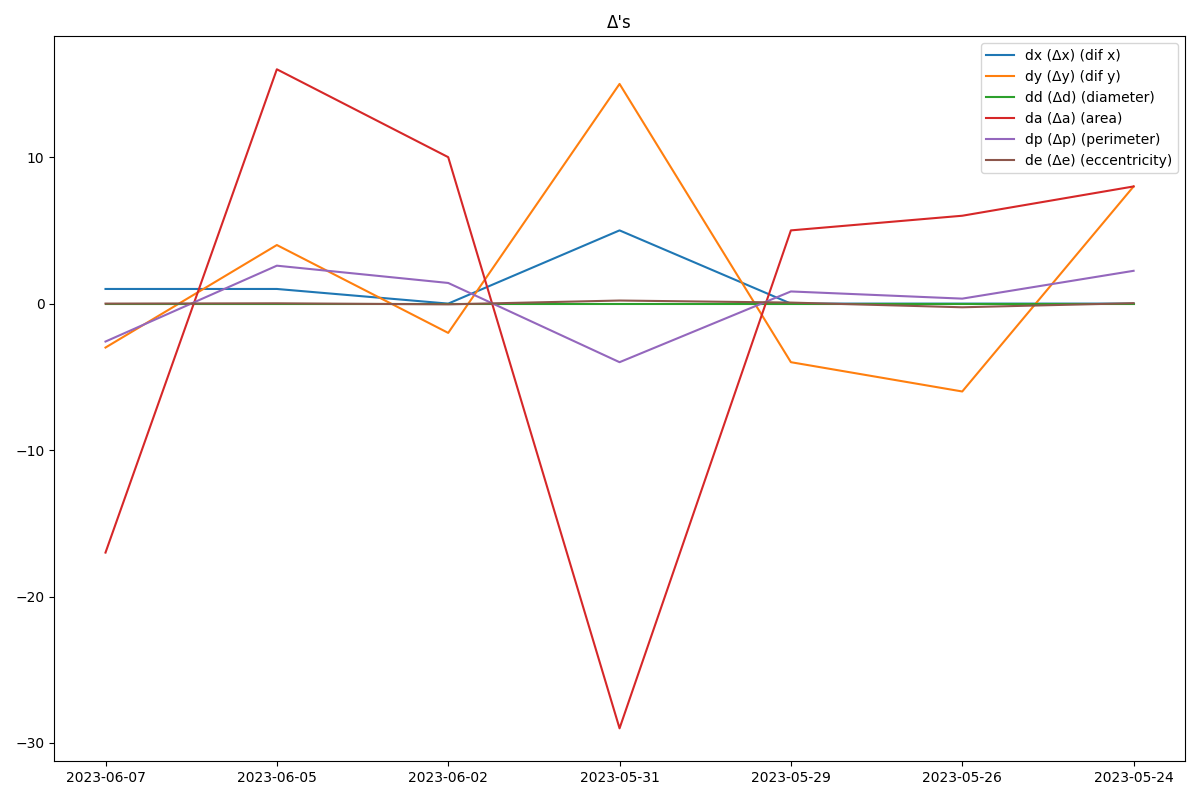 Δ's
dx (Δx) (dif x)
dy (Δy) (dif y)
dd (Δd) (diameter)
da (Δa) (area)
dp (Δp) (perimeter)
de (Δe) (eccentricity)
10
0
−10
−20
−30
2023-06-07 2023-06-05 2023-06-02 2023-05-31 2023-05-29 2023-05-26 2023-05-24